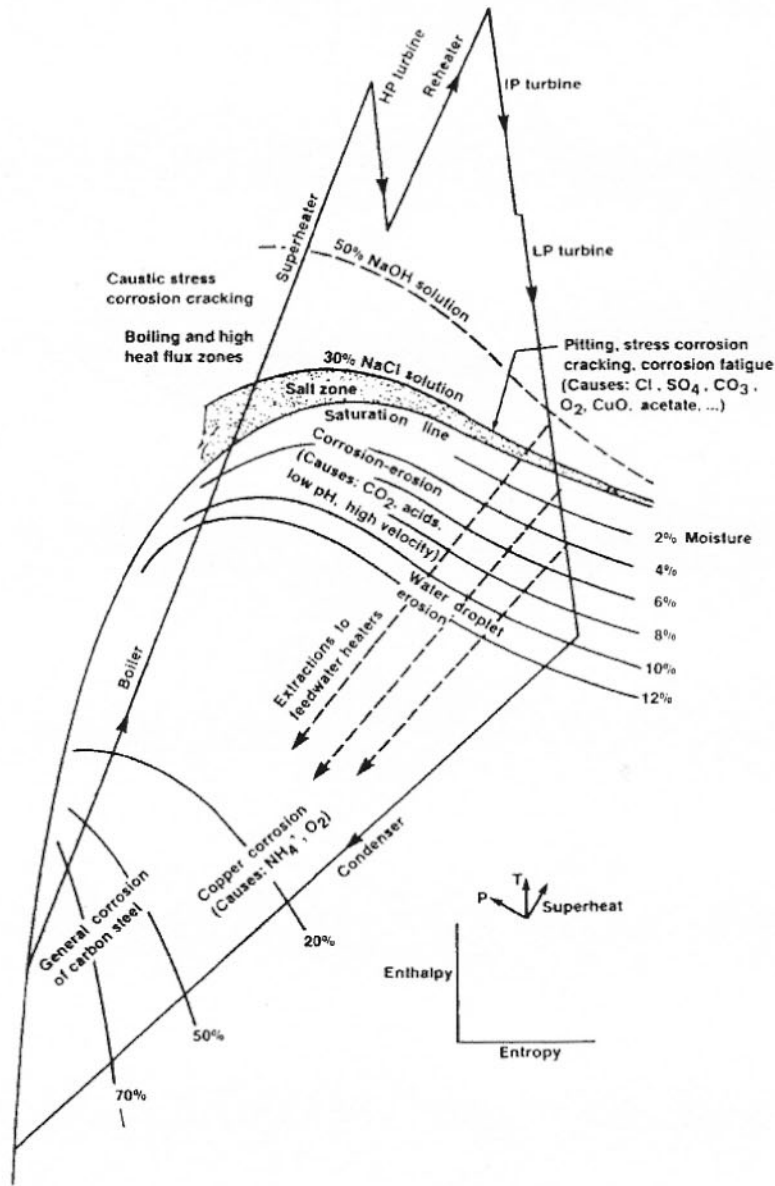 HP turbine
Reheater
IP turbine
Superheater
50% NaOH solution
LP turbine
Caustic stress
corrosion cracking
Boiling and high
heat flux zones
30% NaCl solution
Salt zone
Saturation line
Pitting, stress corrosion
cracking, corrosion fatigue
(Causes: Cl, SO4, CO3,
O2, CuO, acetate, ...)
Corrosion-erosion
(Causes: CO2, acids,
low pH, high velocity)
Water droplet
erosion
2% Moisture
4%
6%
8%
10%
12%
Boiler
Extractions to
feedwater heaters
Copper corrosion
(Causes: NH4+, O2)
Condenser
General corrosion
of carbon steel
20%
50%
70%
T
P
Superheat
Enthalpy
Entropy